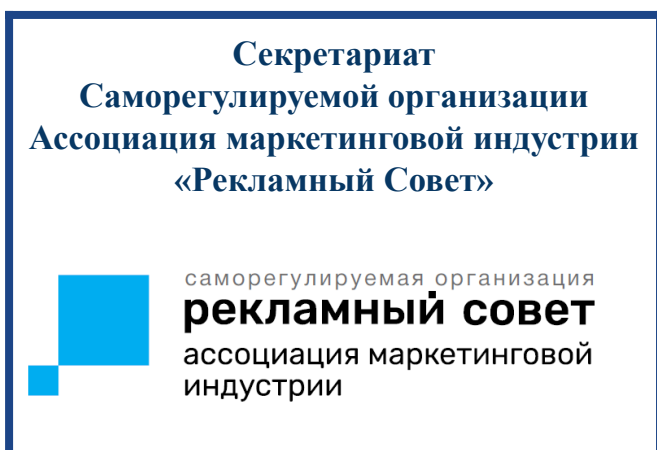 Секретариат
Саморегулируемой организации
Ассоциация маркетинговой индустрии
«Рекламный Совет»
саморегулируемая организация
рекламный совет
ассоциация маркетинговой
индустрии